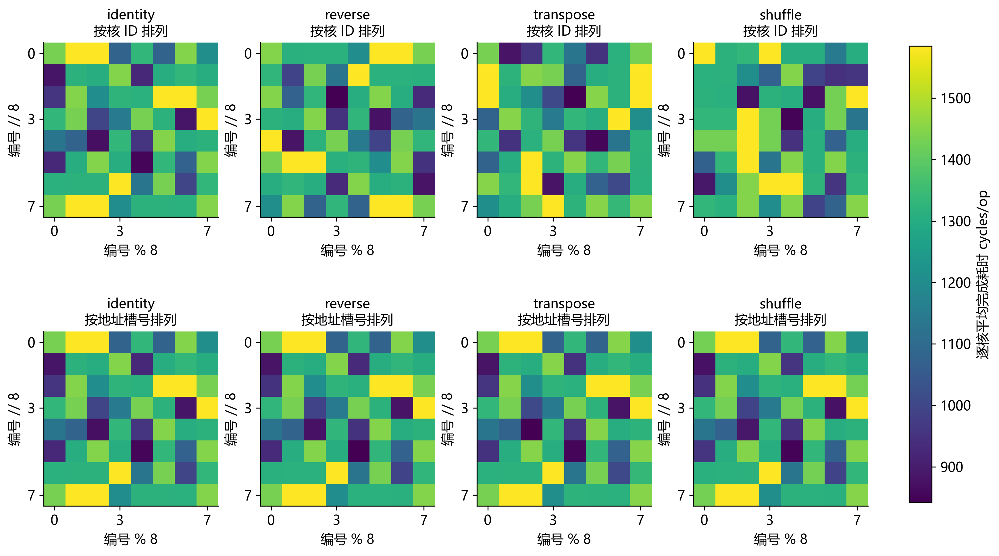 identity
按核 ID 排列
reverse
按核 ID 排列
transpose
按核 ID 排列
shuffle
按核 ID 排列
编号 // 8
0
3
7
0
3
7
编号 % 8
编号 // 8
0
3
7
0
3
7
编号 % 8
编号 // 8
0
3
7
0
3
7
编号 % 8
编号 // 8
0
3
7
0
3
7
编号 % 8
identity
按地址槽号排列
reverse
按地址槽号排列
transpose
按地址槽号排列
shuffle
按地址槽号排列
编号 // 8
0
3
7
0
3
7
编号 % 8
编号 // 8
0
3
7
0
3
7
编号 % 8
编号 // 8
0
3
7
0
3
7
编号 % 8
编号 // 8
0
3
7
0
3
7
编号 % 8
1500
1400
1300
1200
1100
1000
900
逐核平均完成耗时 cycles/op